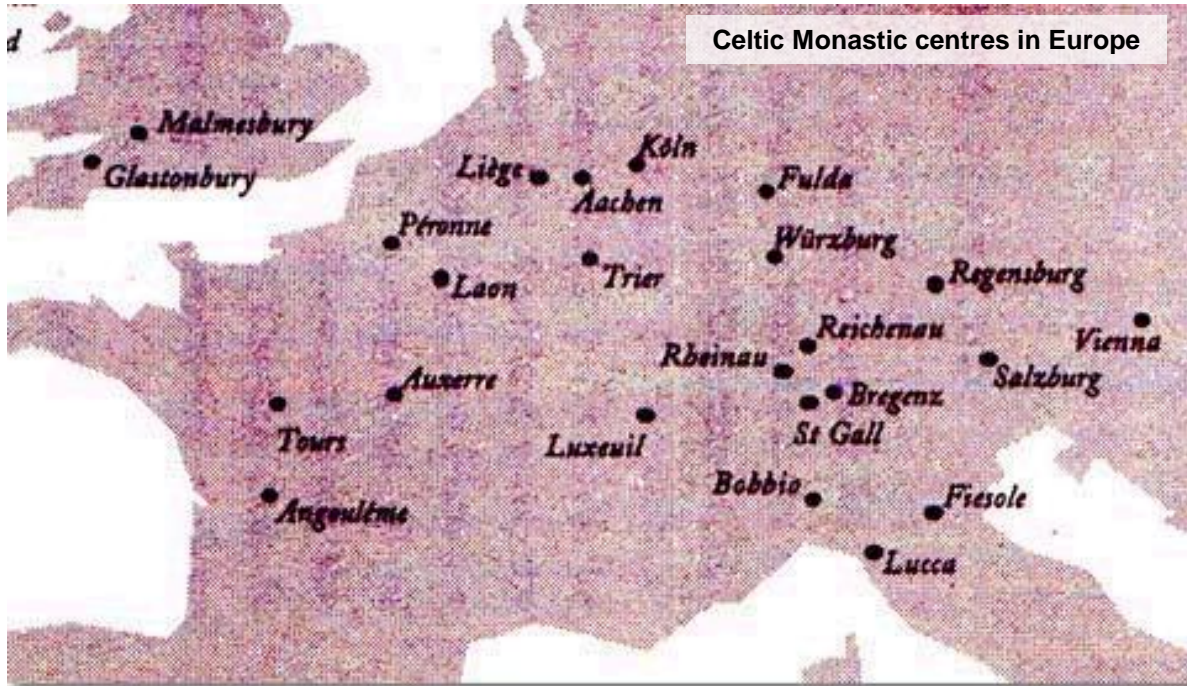 d
Celtic Monastic centres in Europe
Malmesbury
Glastonbury
Köln
Liège
Aachen
Fulda
Péronne
Laon
Trier
Würzburg
Regensburg
Reichenau
Rheinau
Vienna
Salzburg
Auxerre
Bregenz
Tours
Luxeuil
St Gall
Bobbio
Angouléme
Fiesole
Lucca